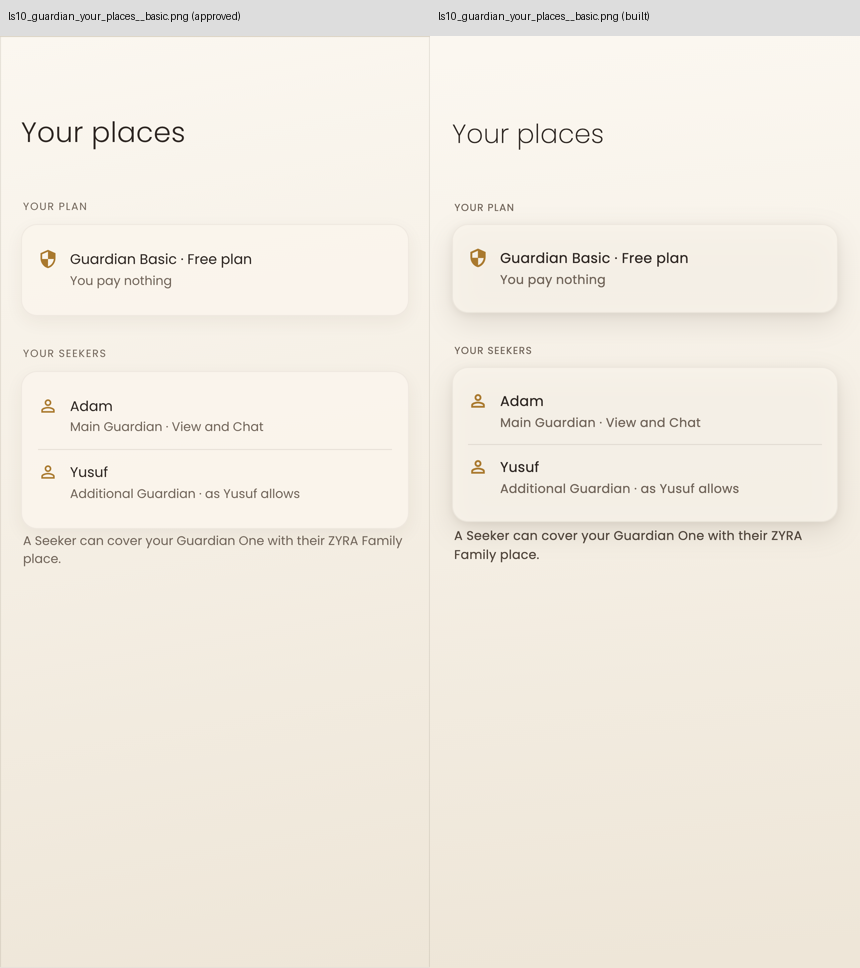 ls10_guardian_your_places__basic.png (approved)
Your places
YOUR PLAN
Guardian Basic · Free plan
You pay nothing
YOUR SEEKERS
Adam
Main Guardian · View and Chat
Yusuf
Additional Guardian · as Yusuf allows
A Seeker can cover your Guardian One with their ZYRA Family
place.
ls10_guardian_your_places__basic.png (built)
Your places
YOUR PLAN
Guardian Basic · Free plan
You pay nothing
YOUR SEEKERS
Adam
Main Guardian · View and Chat
Yusuf
Additional Guardian · as Yusuf allows
A Seeker can cover your Guardian One with their ZYRA
Family place.